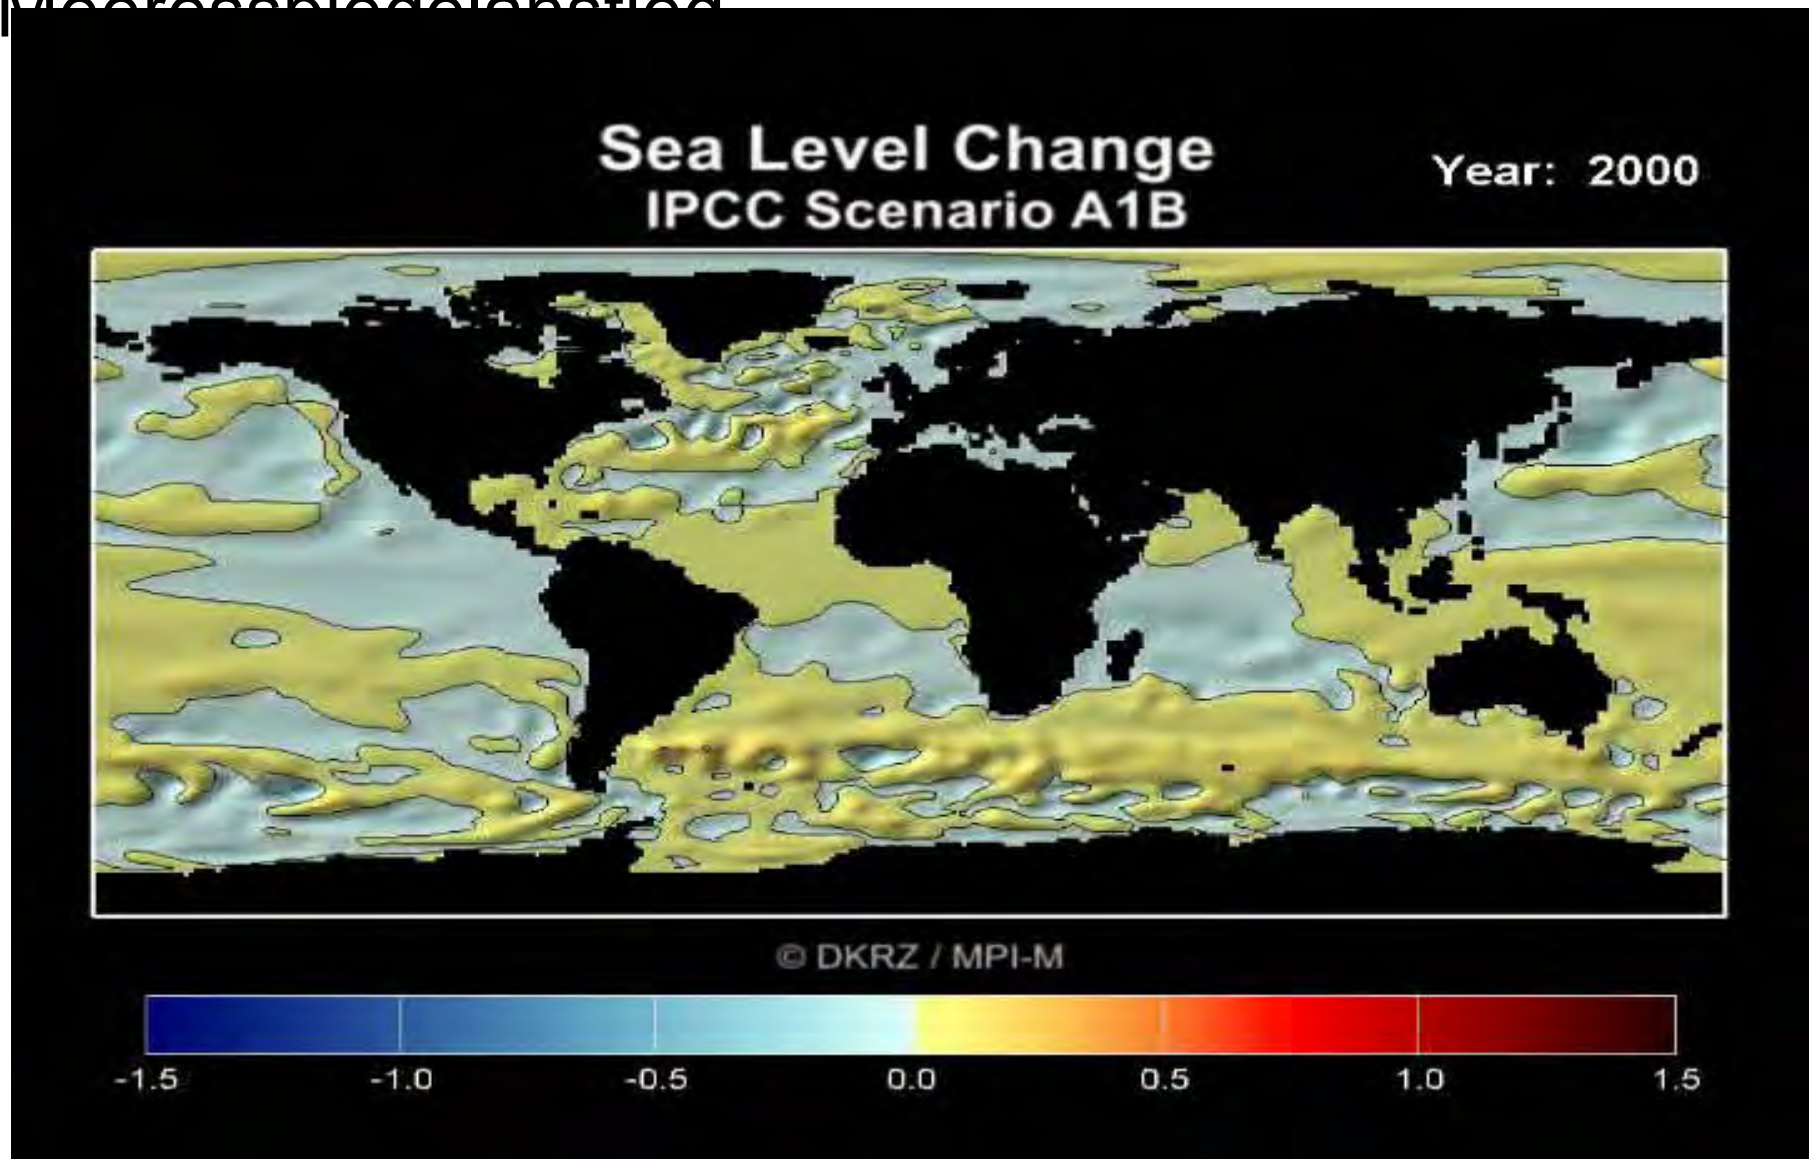 Sea Level Change
IPCC Scenario A1B
Year: 2000
© DKRZ / MPI-M
-1.5 -1.0 -0.5 0.0 0.5 1.0 1.5